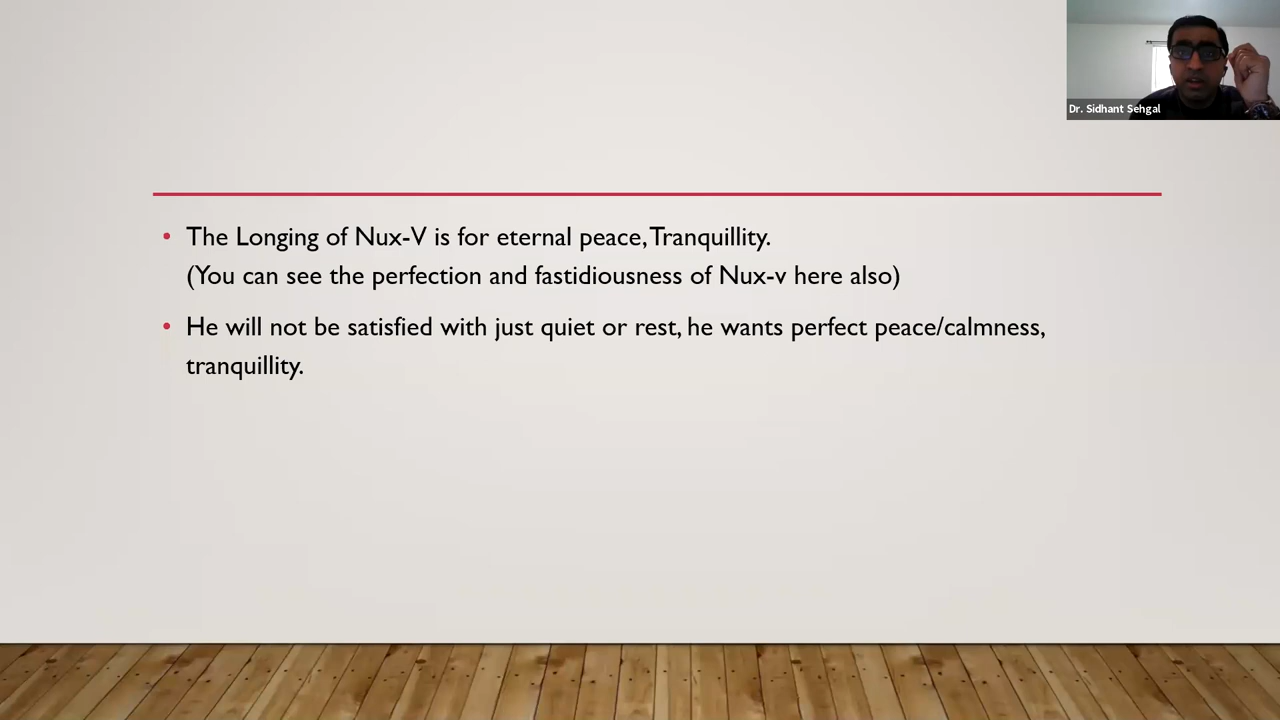 Dr. Sidhant Sehgal
• The Longing of Nux-V is for eternal peace,Tranquillity.
(You can see the perfection and fastidiousness of Nux-v here also)
• He will not be satisfied with just quiet or rest, he wants perfect peace/calmness,
tranquillity.